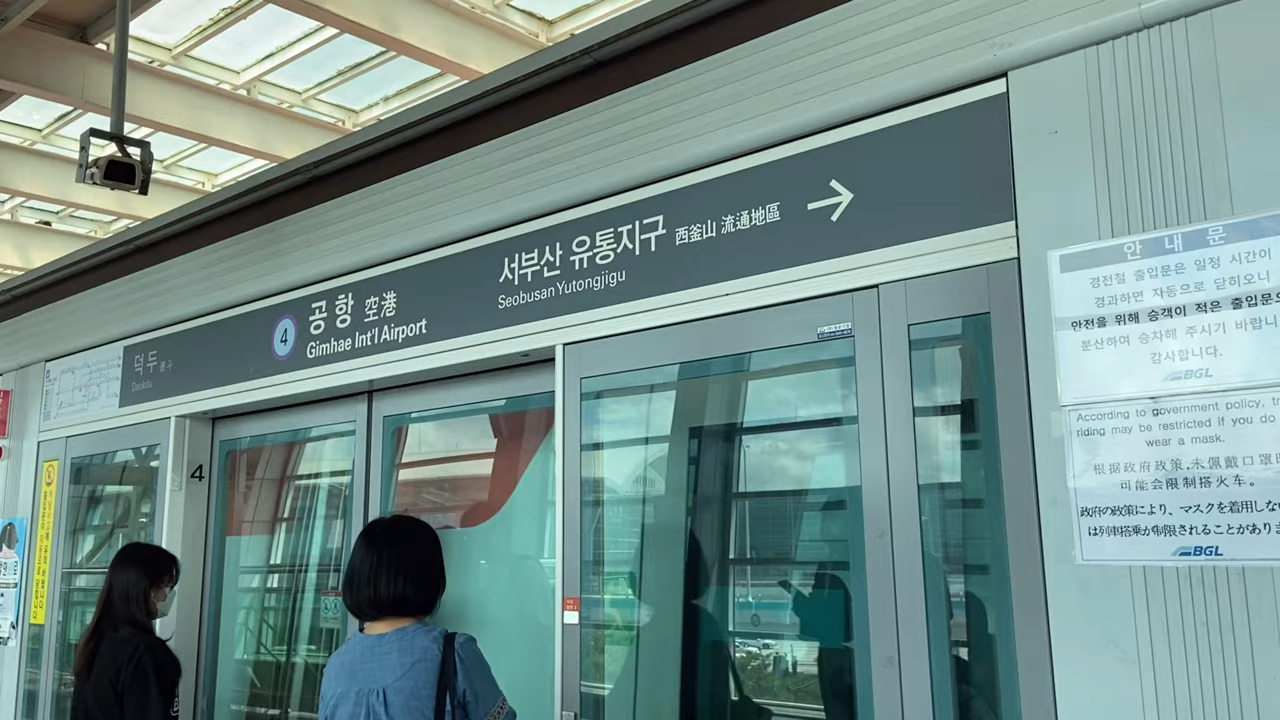 덕두
Deokdu
4
공항 空港
Gimhae Int'l Airport
서부산 유통지구 西釜山 流通地區
Seobusan Yutongjigu
4
안 내 문
경전철 출입문은 일정 시간이
경과하면 자동으로 닫히오니
안전을 위해 승객이 적은 출입문으
분산하여 승차해 주시기 바랍니
감사합니다.
BGL
According to government policy, tr
riding may be restricted if you do
wear a mask.
根据政府政策,未佩戴口罩时
可能会限制搭火车。
政府の政策により、マスクを着用しない
は列車搭乗が制限されることがありま
BGL